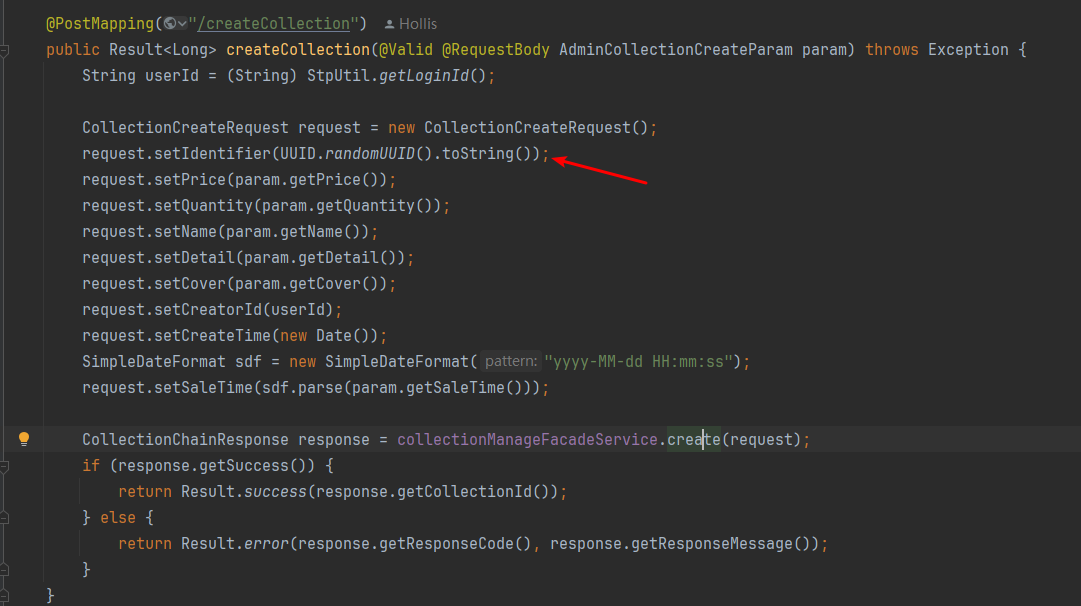 @PostMapping("/createCollection") Hollis
public Result<Long> createCollection(@Valid @RequestBody AdminCollectionCreateParam param) throws Exception {
String userId = (String) StpUtil.getLoginId();
CollectionCreateRequest request = new CollectionCreateRequest();
request.setIdentifier(UUID.randomUUID().toString());
request.setPrice(param.getPrice());
request.setQuantity(param.getQuantity());
request.setName(param.getName());
request.setDetail(param.getDetail());
request.setCover(param.getCover());
request.setCreatorId(userId);
request.setCreateTime(new Date());
SimpleDateFormat sdf = new SimpleDateFormat( pattern: "yyyy-MM-dd HH:mm:ss");
request.setSaleTime(sdf.parse(param.getSaleTime()));
CollectionChainResponse response = collectionManageFacadeService.create(request);
if (response.getSuccess()) {
return Result.success(response.getCollectionId());
} else {
return Result.error(response.getResponseCode(), response.getResponseMessage());
}
}